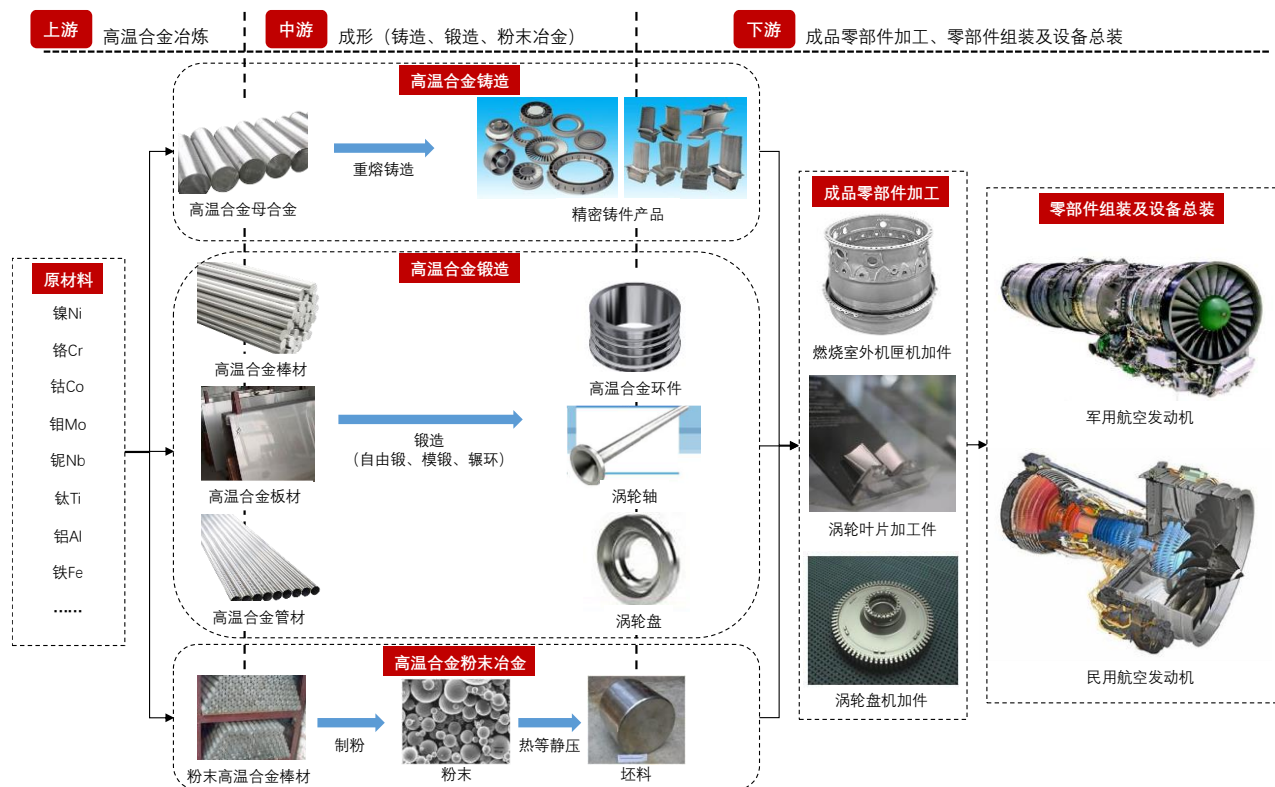 上游
高温合金冶炼
中游
成形（铸造、锻造、粉末冶金）
下游
成品零部件加工、零部件组装及设备总装
高温合金铸造
高温合金母合金
重熔铸造
精密铸件产品
原材料
镍Ni
铬Cr
钴Co
钼Mo
铌Nb
钛Ti
铝Al
铁Fe
……
高温合金锻造
高温合金棒材
高温合金板材
高温合金管材
锻造
（自由锻、模锻、辗环）
高温合金环件
涡轮轴
涡轮盘
高温合金粉末冶金
粉末高温合金棒材
制粉
粉末
热等静压
坯料
成品零部件加工
燃烧室外机匣机加件
涡轮叶片加工件
涡轮盘机加件
零部件组装及设备总装
军用航空发动机
民用航空发动机